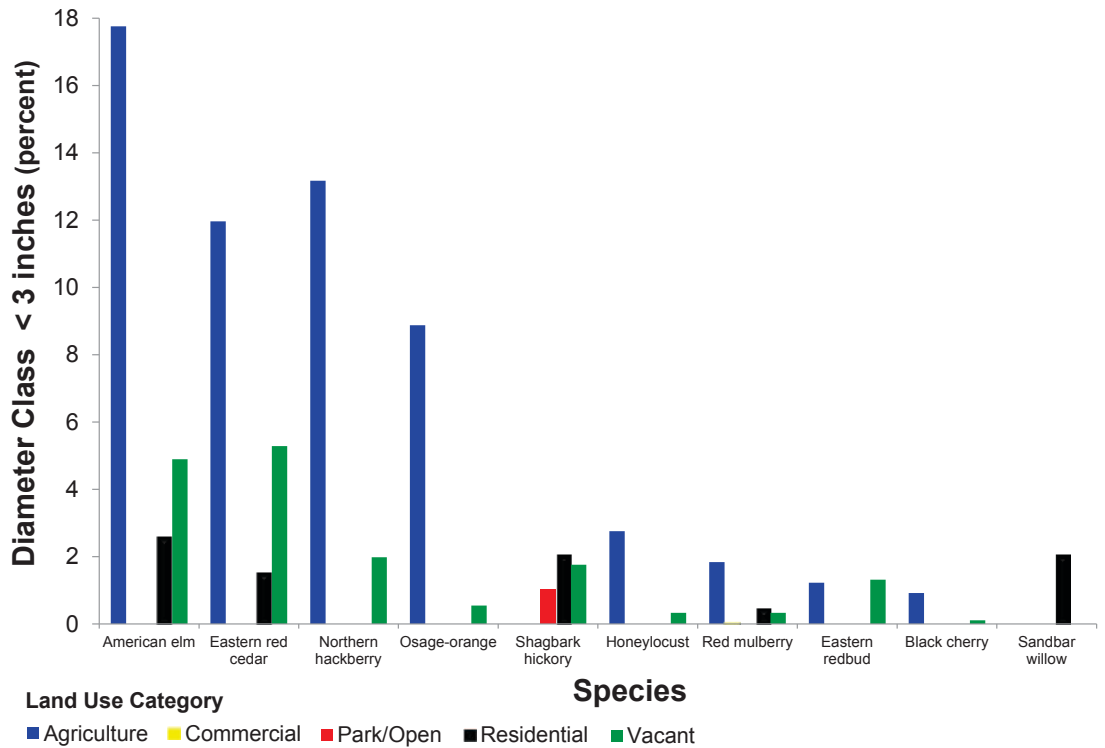 Diameter Class < 3 inches (percent)
18
16
14
12
10
8
6
4
2
0
American elm
Eastern red
cedar
Northern
hackberry
Osage-orange
Shagbark
hickory
Honeylocust
Red mulberry
Eastern
redbud
Black cherry
Sandbar
willow
Species
Land Use Category
Agriculture Commercial Park/Open Residential Vacant